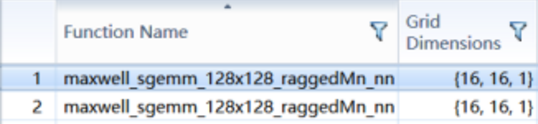 Function Name Grid Dimensions
1 maxwell_sgemm_128x128_raggedMn_nn {16, 16, 1}
2 maxwell_sgemm_128x128_raggedMn_nn {16, 16, 1}